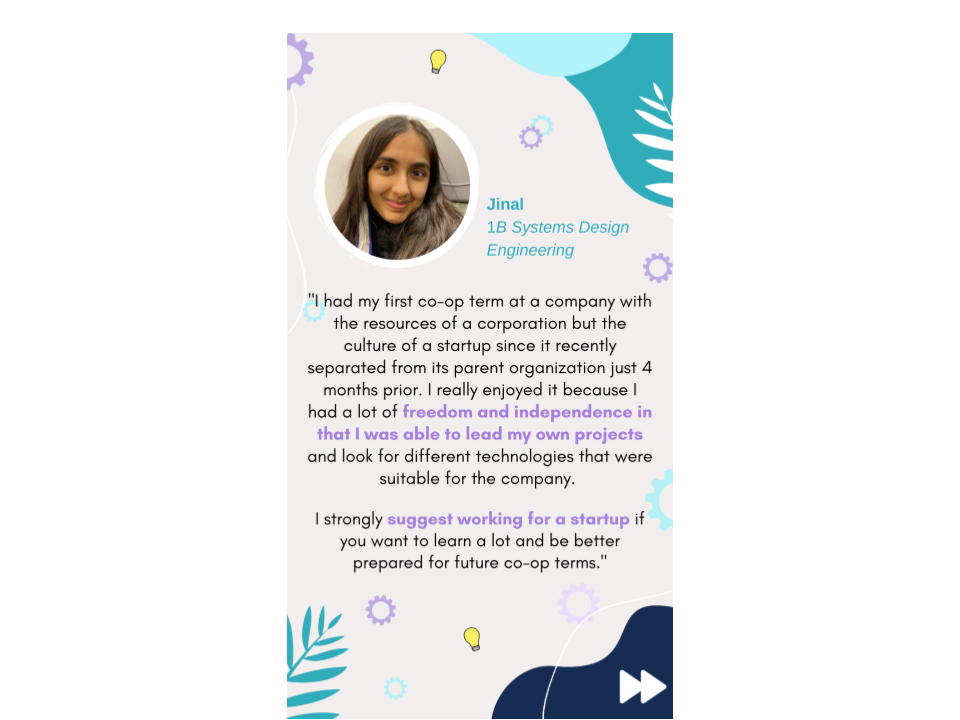 Jinal
1B Systems Design
Engineering
"I had my first co-op term at a company with
the resources of a corporation but the
culture of a startup since it recently
separated from its parent organization just 4
months prior. I really enjoyed it because I
had a lot of freedom and independence in
that I was able to lead my own projects
and look for different technologies that were
suitable for the company.
I strongly suggest working for a startup if
you want to learn a lot and be better
prepared for future co-op terms."